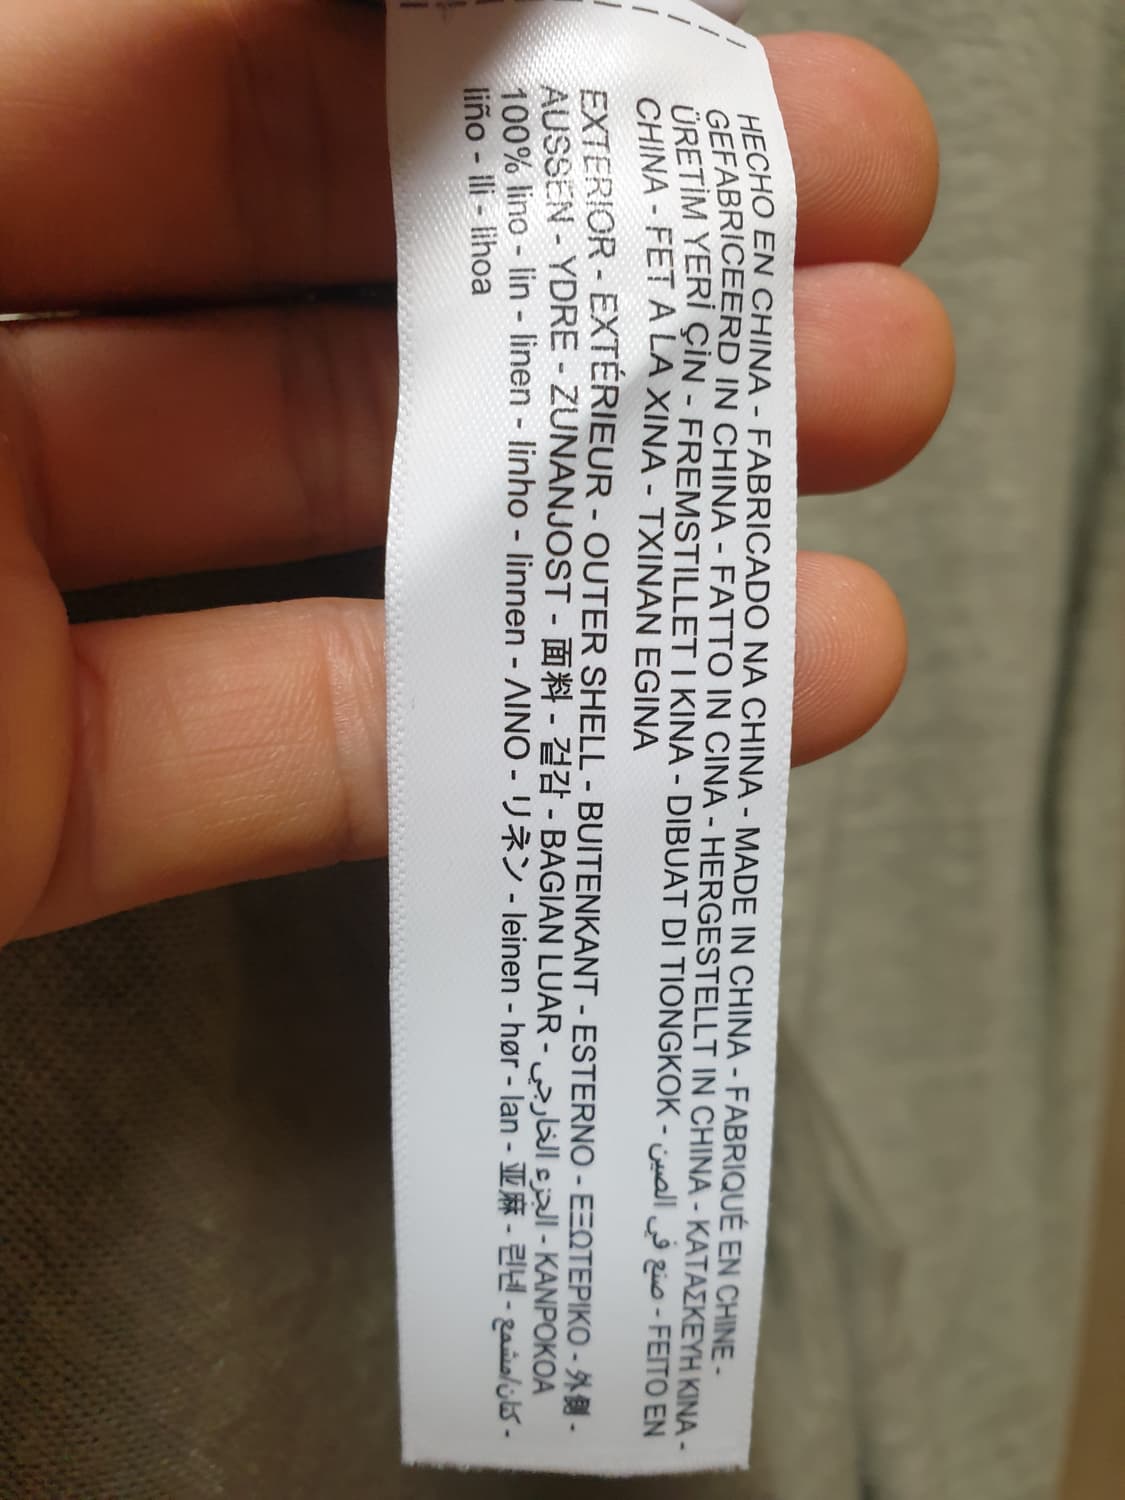 HECHO EN CHINA - FABRICADO NA CHINA - MADE IN CHINA - FABRIQUÉ EN CHINE -
GEFABRICEERD IN CHINA - FATTO IN CINA - HERGESTELLT IN CHINA - ΚΑΤΑΣΚΕΥΗ ΚΙΝΑ -
ÜRETİM YERİ ÇİN - FREMSTILLET I KINA - DIBUAT DI TIONGKOK - صنع في الصين - FEITO EN
CHINA - FET A LA XINA - TXINAN EGINA
EXTERIOR - EXTÉRIEUR - OUTER SHELL - BUITENKANT - ESTERNO - ΕΞΩΤΕΡΙΚΟ - 外側 -
AUSSEN - YDRE - ZUNANJOST - 面料 - 겉감 - BAGIAN LUAR - الجزء الخارجي - KANPOKOA
100% lino - lin - linen - linho - linnen - ΛΙΝΟ - リネン - leinen - hør - lan - 亚麻 - 린넨 - كتان/مشمع -
liño - lli - lihoa